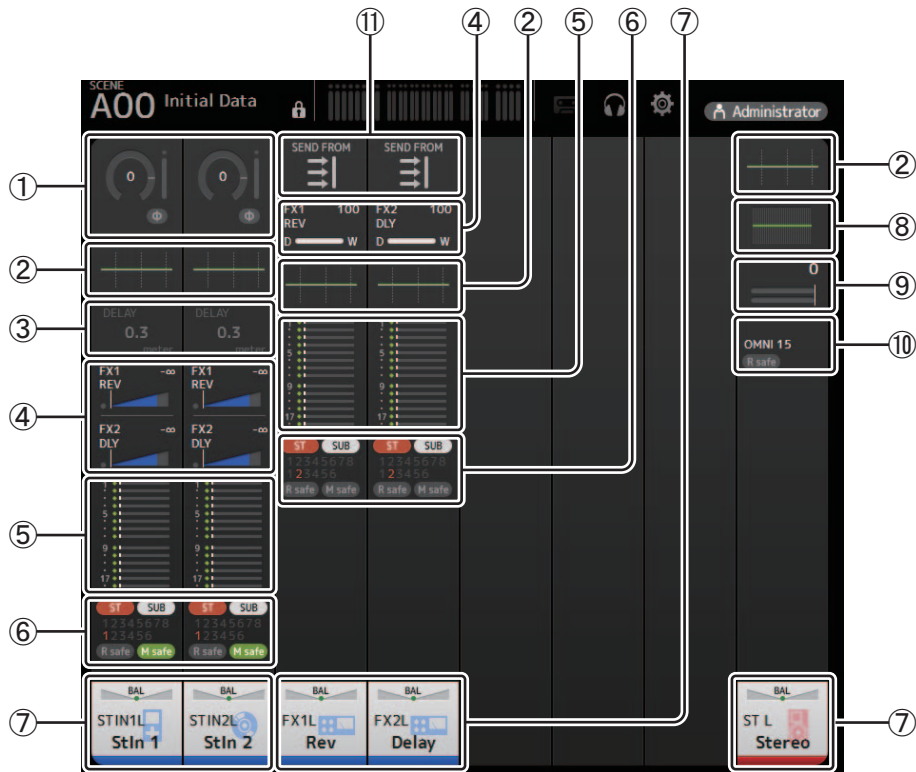 ⑪ ④ ② ⑤ ⑥ ⑦
SCENE
A00 Initial Data
Administrator
① 0 Φ 0 Φ
SEND FROM SEND FROM
②
FX1 100 FX2 100
REV DLY
D W D W
②
0
⑧
③ DELAY DELAY
0.3 0.3
meter meter
⑨
OMNI 15
R safe
⑩
④ FX1 -∞ FX1 -∞
REV REV
FX2 -∞ FX2 -∞
DLY DLY
1 1
5 5
9 9
17 17
ST SUB ST SUB
12345678 12345678
123456 123456
R safe M safe R safe M safe
⑤ 1 1
5 5
9 9
17 17
⑥ ST SUB ST SUB
12345678 12345678
123456 123456
R safe M safe R safe M safe
⑦ BAL BAL BAL BAL BAL ⑦
STIN1L STIN2L FX1L FX2L ST L
StIn 1 StIn 2 Rev Delay Stereo